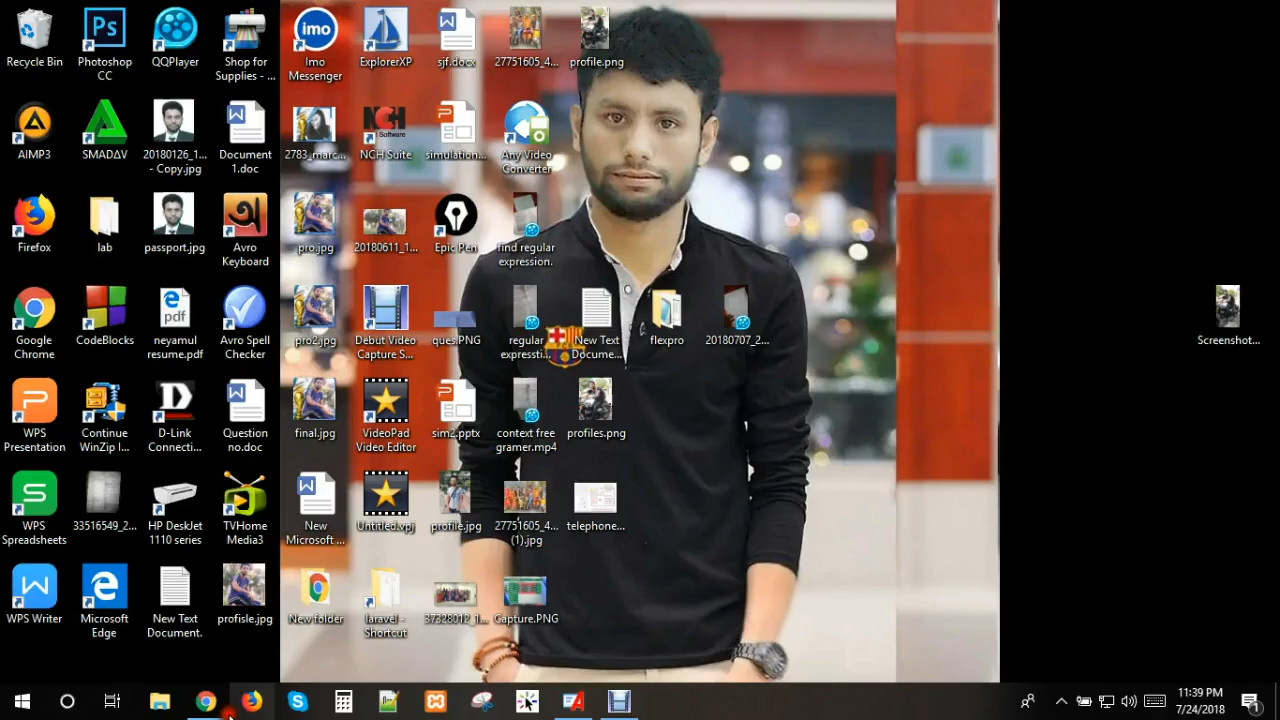 Recycle Bin
Photoshop
CC
QQPlayer
Shop for
Supplies - ...
Imo
Messenger
ExplorerXP
sjf.docx
27751605_4...
profile.png
AIMP3
SMADΔV
20180126_1...
- Copy.jpg
Document
1.doc
2783_marc...
NCH Suite
simulation...
Any Video
Converter
Firefox
lab
passport.jpg
Avro
Keyboard
pro.jpg
20180611_1...
Epic Pen
find regular
expression.
Google
Chrome
CodeBlocks
neyamul
resume.pdf
Avro Spell
Checker
pro2.jpg
Debut Video
Capture S...
ques.PNG
regular
expressi...
New Text
Docume...
flexpro
20180707_2...
Screenshot...
WPS
Presentation
Continue
WinZip I...
D-Link
Connecti...
Question
no.doc
final.jpg
VideoPad
Video Editor
sim2.pptx
context free
gramer.mp4
profiles.png
WPS
Spreadsheets
33516549_2...
HP DeskJet
1110 series
TVHome
Media3
New
Microsoft ...
Untitled.vpj
profile.jpg
27751605_4...
(1).jpg
telephone...
WPS Writer
Microsoft
Edge
New Text
Document.
profisle.jpg
New folder
laravel -
Shortcut
37328012_1...
Capture.PNG
11:39 PM
7/24/2018